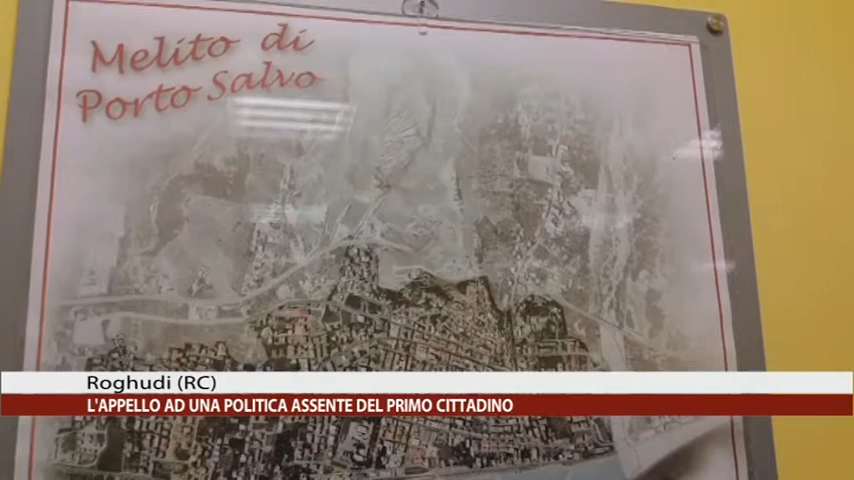 Melito di
Porto Salvo
Roghudi (RC)
L'APPELLO AD UNA POLITICA ASSENTE DEL PRIMO CITTADINO